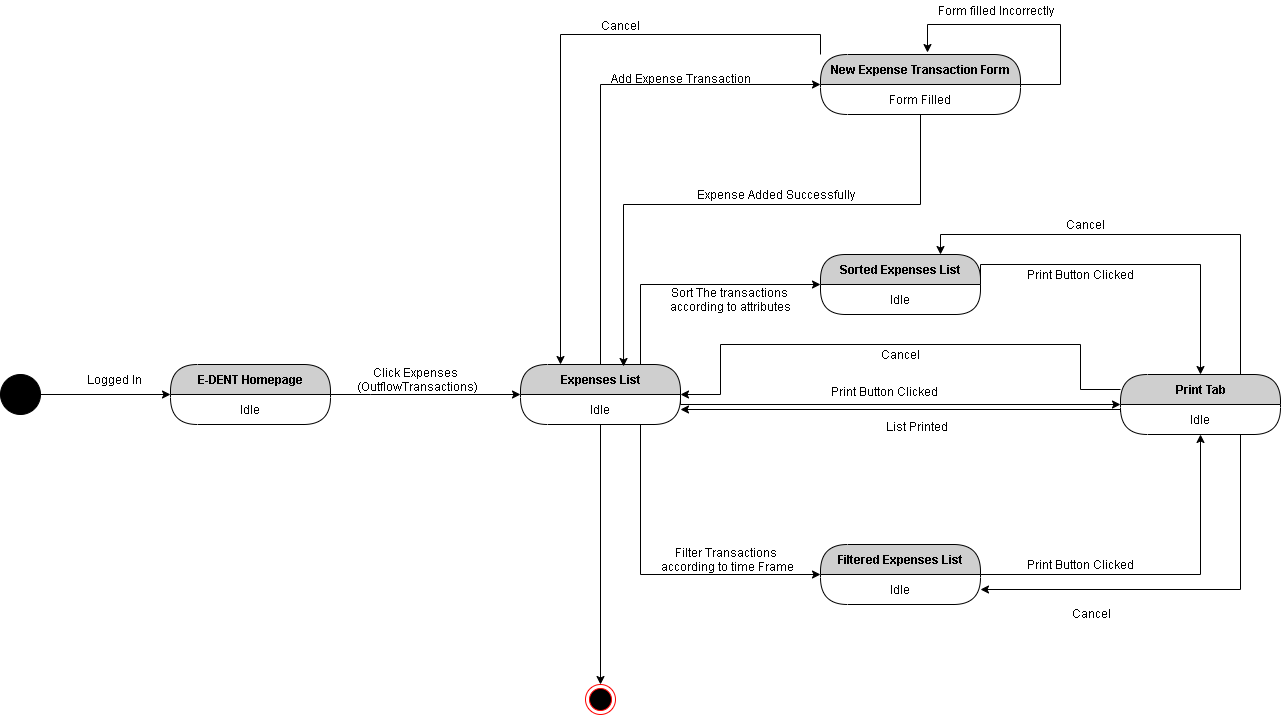 Form filled Incorrectly
Cancel
New Expense Transaction Form
Add Expense Transaction
Form Filled
Expense Added Successfully
Cancel
Sorted Expenses List
Print Button Clicked
Sort The transactions
according to attributes
Idle
Cancel
Logged In
E-DENT Homepage
Idle
Click Expenses
(OutflowTransactions)
Expenses List
Idle
Print Button Clicked
List Printed
Print Tab
Idle
Filter Transactions
according to time Frame
Filtered Expenses List
Idle
Print Button Clicked
Cancel